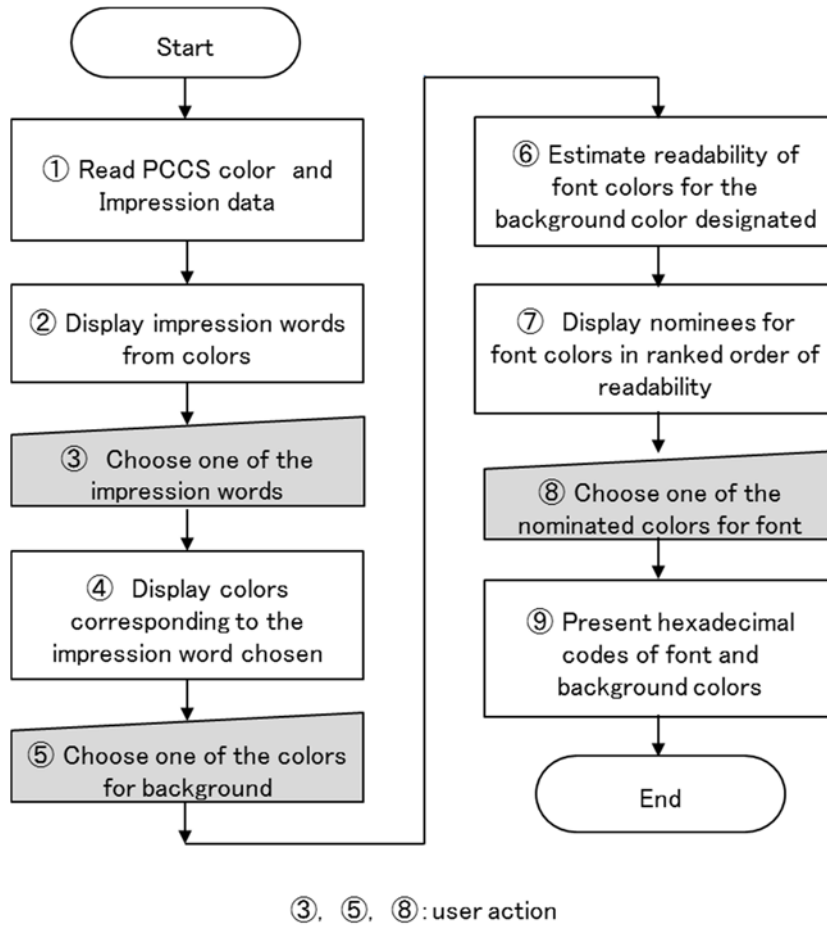 Start
① Read PCCS color and
Impression data
② Display impression words
from colors
③ Choose one of the
impression words
④ Display colors
corresponding to the
impression word chosen
⑤ Choose one of the colors
for background
⑥ Estimate readability of
font colors for the
background color designated
⑦ Display nominees for
font colors in ranked order of
readability
⑧ Choose one of the
nominated colors for font
⑨ Present hexadecimal
codes of font and
background colors
End
③, ⑤, ⑧: user action